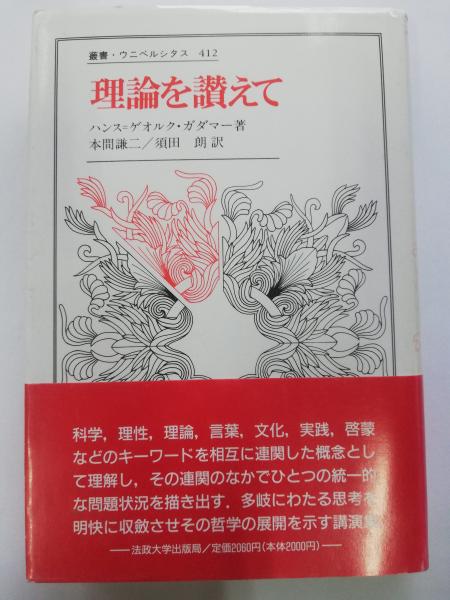 叢書・ウニベルシタス 412
理論を讃えて
ハンス=ゲオルク・ガダマー著
本間謙二/須田 朗訳
科学，理性，理論，言葉，文化，実践，啓蒙
などのキーワードを相互に連関した概念とし
て理解し，その連関のなかでひとつの統一的
な問題状況を描き出す．多岐にわたる思考を
明快に収斂させその哲学の展開を示す講演集
──法政大学出版局/定価2060円(本体2000円)──